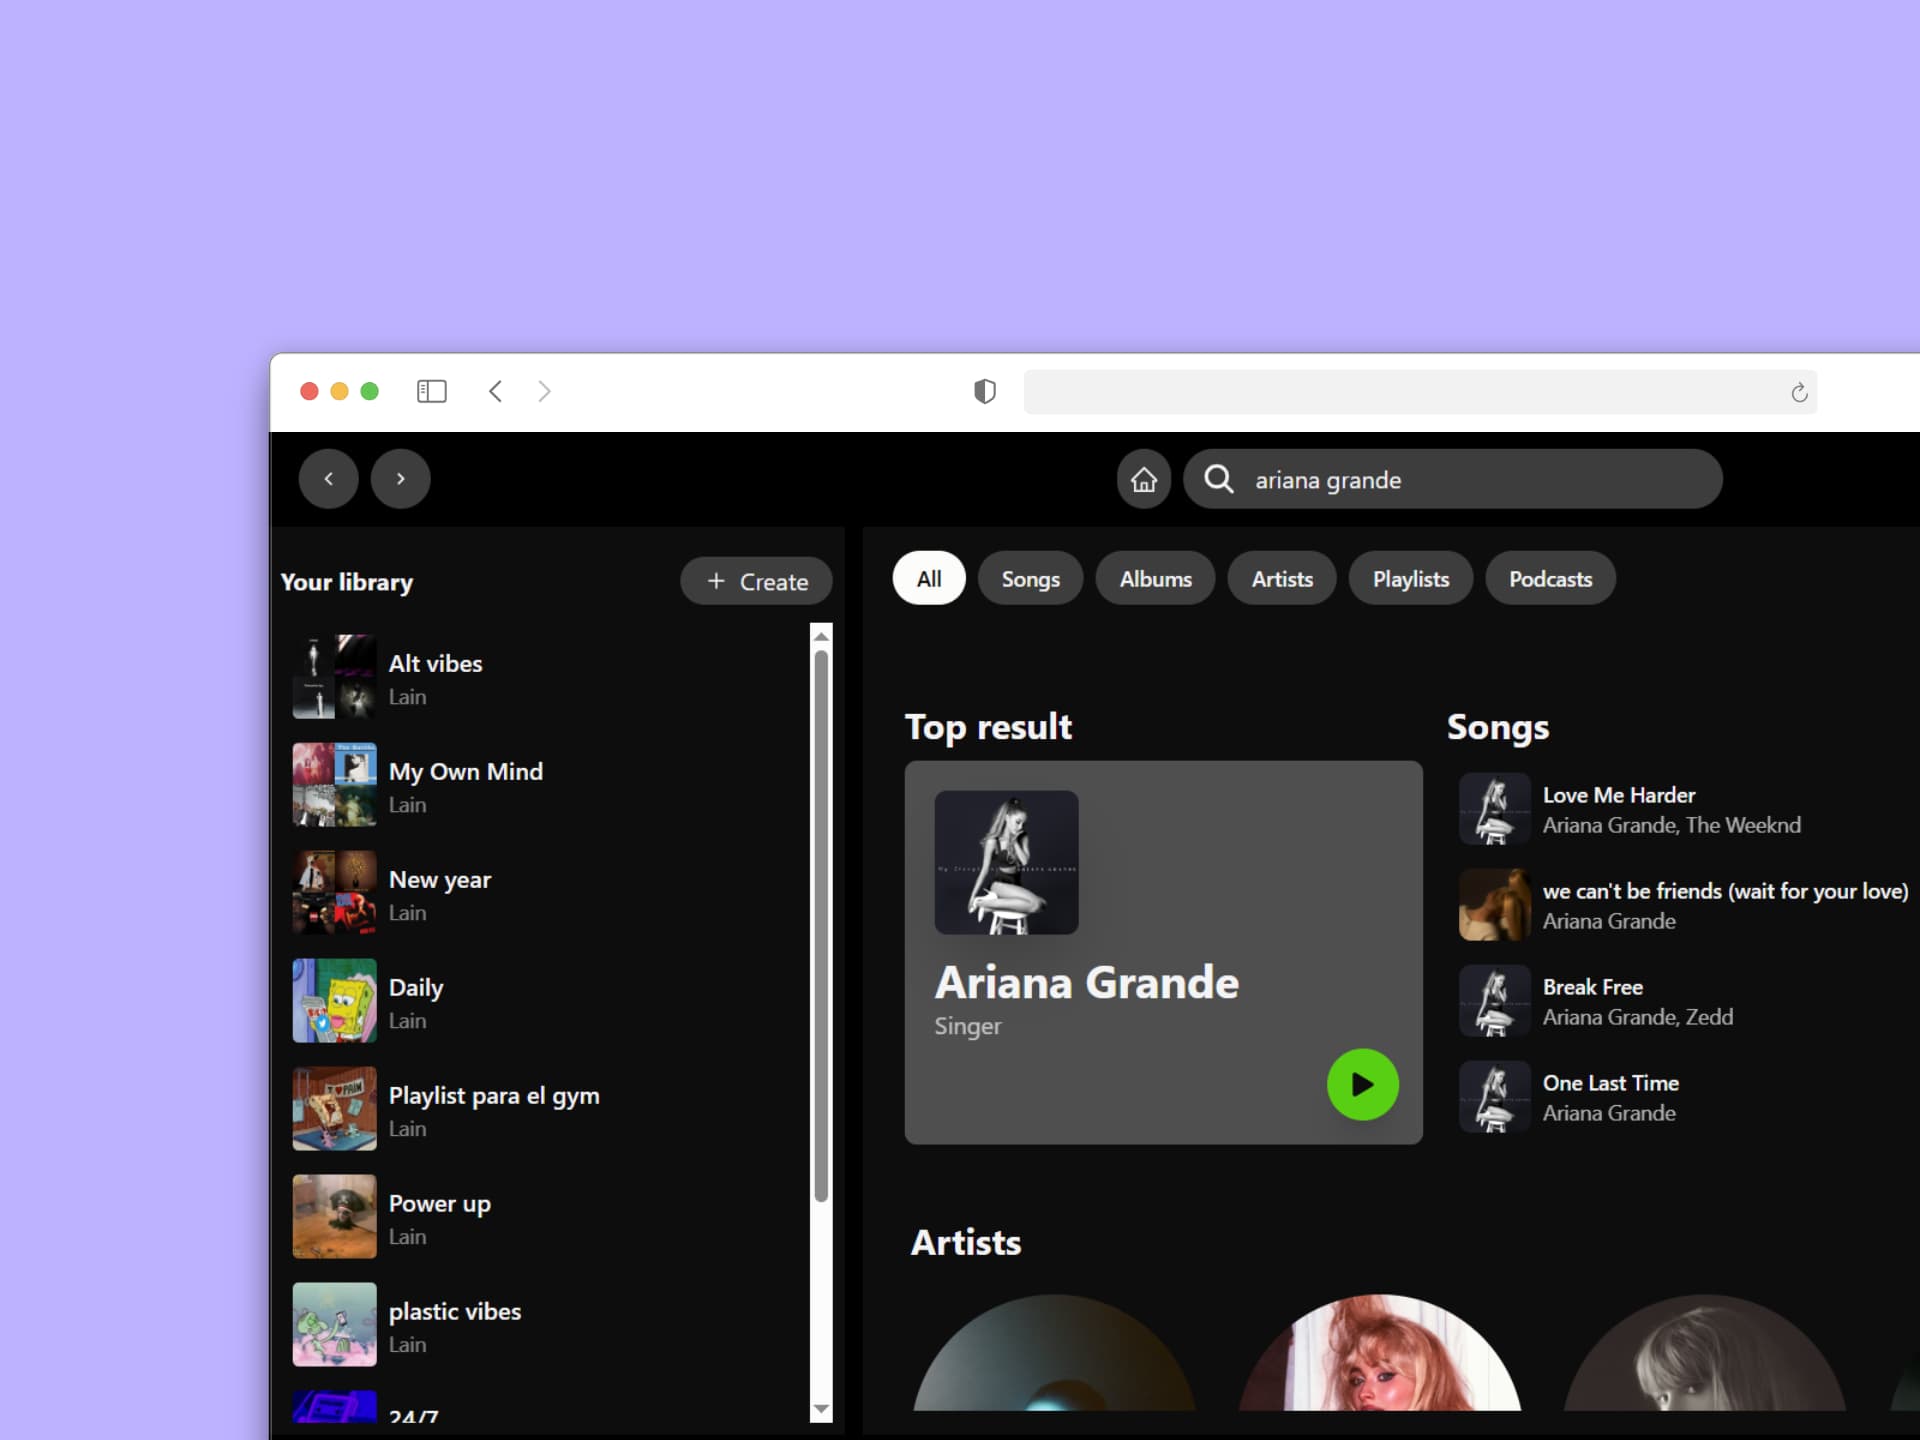 ariana grande
Your library
+ Create
All
Songs
Albums
Artists
Playlists
Podcasts
Alt vibes
Lain
My Own Mind
Lain
New year
Lain
Daily
Lain
Playlist para el gym
Lain
Power up
Lain
plastic vibes
Lain
24/7
Top result
Ariana Grande
Singer
Songs
Love Me Harder
Ariana Grande, The Weeknd
we can't be friends (wait for your love)
Ariana Grande
Break Free
Ariana Grande, Zedd
One Last Time
Ariana Grande
Artists